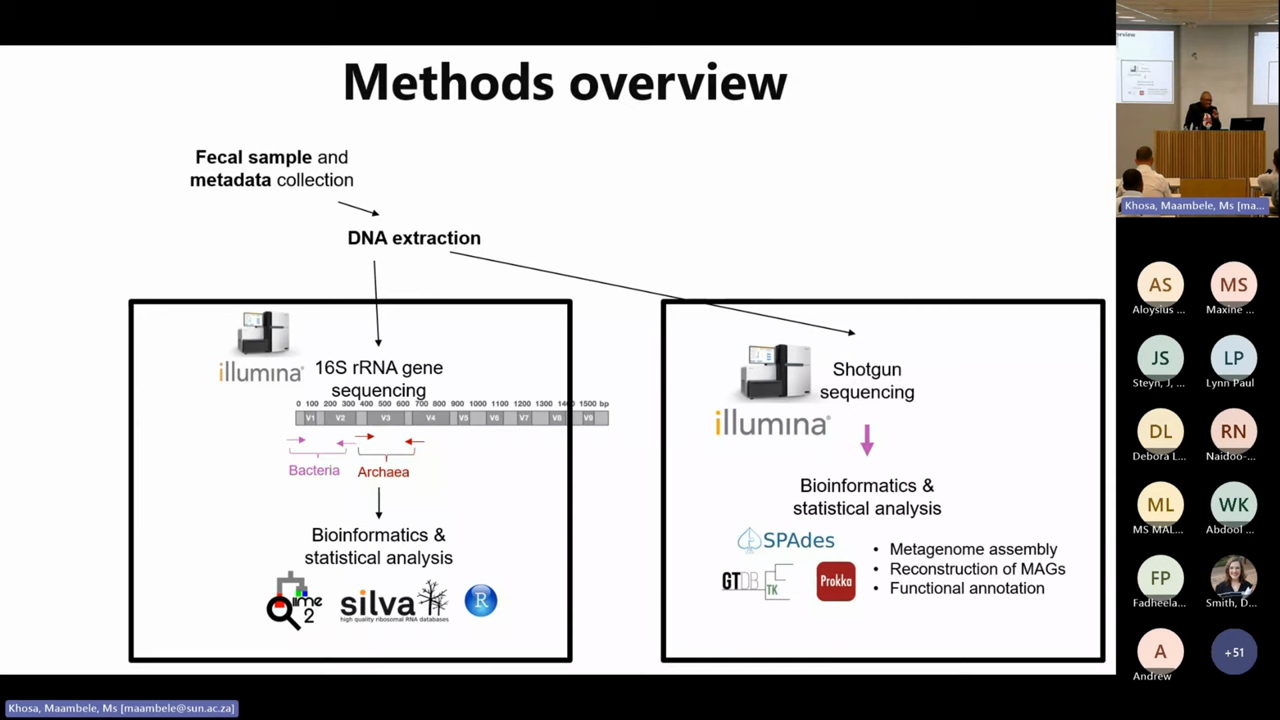 Methods overview
Fecal sample and
metadata collection
DNA extraction
illumina®
16S rRNA gene
sequencing
0 100 200 300 400 500 600 700 800 900 1000 1100 1200 1300 1400 1500 bp
V1 V2 V3 V4 V5 V6 V7 V8 V9
Bacteria
Archaea
Bioinformatics &
statistical analysis
QIIME 2
silva
high quality ribosomal RNA databases
R
Shotgun
sequencing
illumina®
Bioinformatics &
statistical analysis
SPAdes
GTDB
TK
Prokka
• Metagenome assembly
• Reconstruction of MAGs
• Functional annotation
Khosa, Maambele, Ms [ma...
AS
Aloysius ...
MS
Maxine ...
JS
Steyn, J, ...
LP
Lynn Paul
DL
Debora L...
RN
Naidoo-...
ML
MS MAL...
WK
Abdool ...
FP
Fadheela...
Smith, D...
A
Andrew
+51
Khosa, Maambele, Ms [maambele@sun.ac.za]